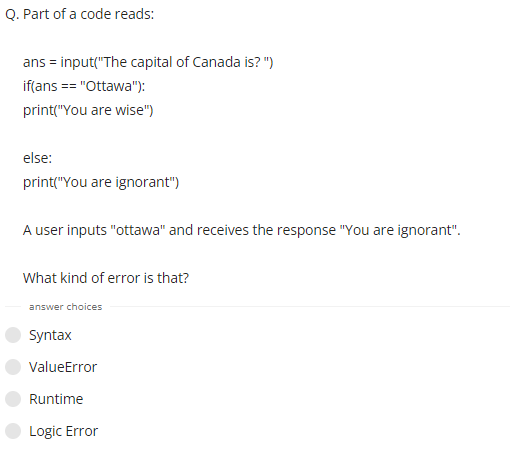 Q. Part of a code reads:
ans = input("The capital of Canada is? ")
if(ans == "Ottawa"):
print("You are wise")
else:
print("You are ignorant")
A user inputs "ottawa" and receives the response "You are ignorant".
What kind of error is that?
answer choices
Syntax
ValueError
Runtime
Logic Error